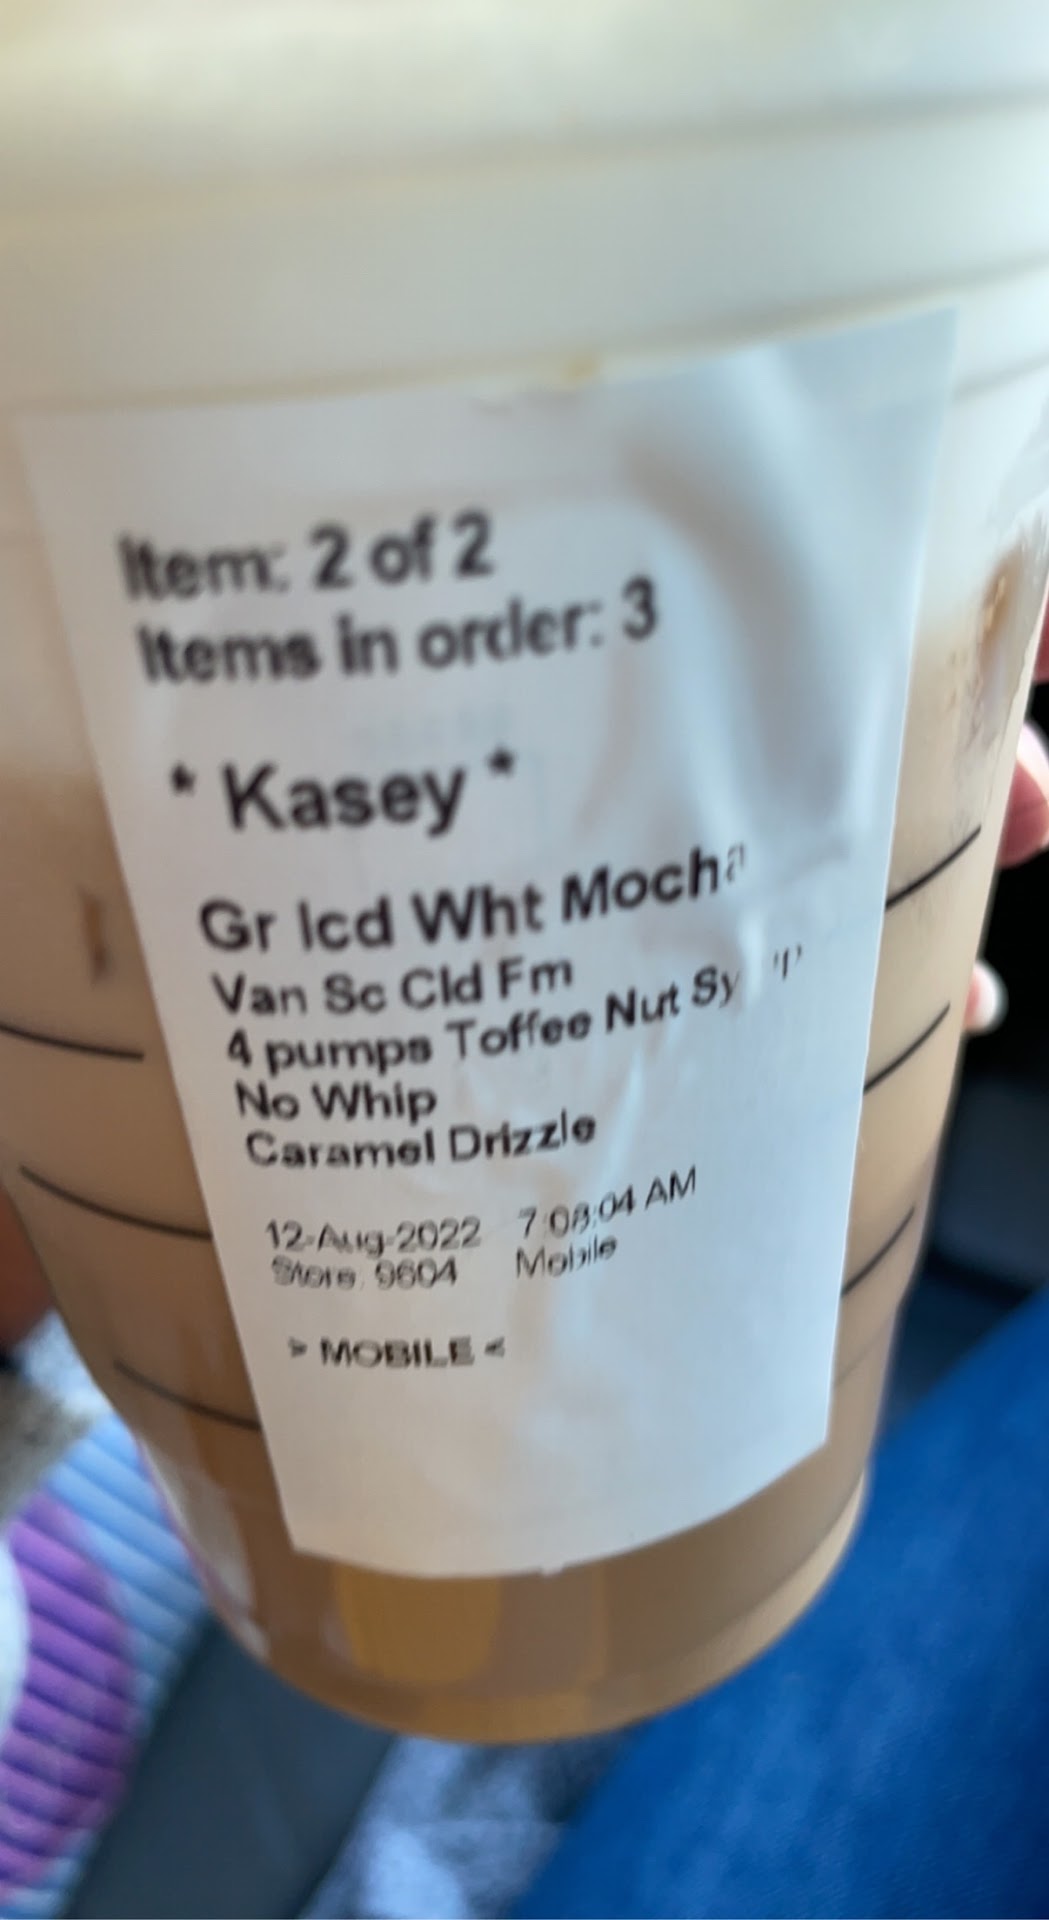 Item: 2 of 2
Items in order: 3
* Kasey *
Gr Icd Wht Mocha
Van Sc Cld Fm
4 pumps Toffee Nut
No Whip
Caramel Drizzle
12-Aug-2022 7:08:04 AM
Store: 9604 Mobile
> MOBILE <